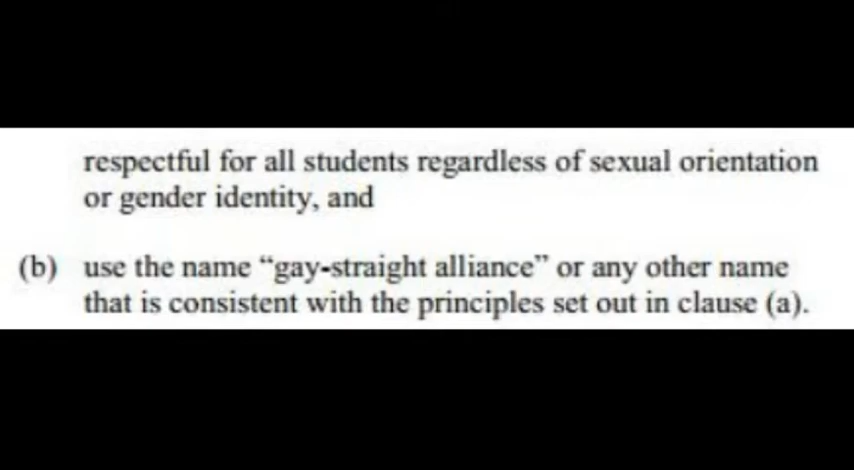 respectful for all students regardless of sexual orientation
or gender identity, and
(b) use the name “gay-straight alliance” or any other name
that is consistent with the principles set out in clause (a).